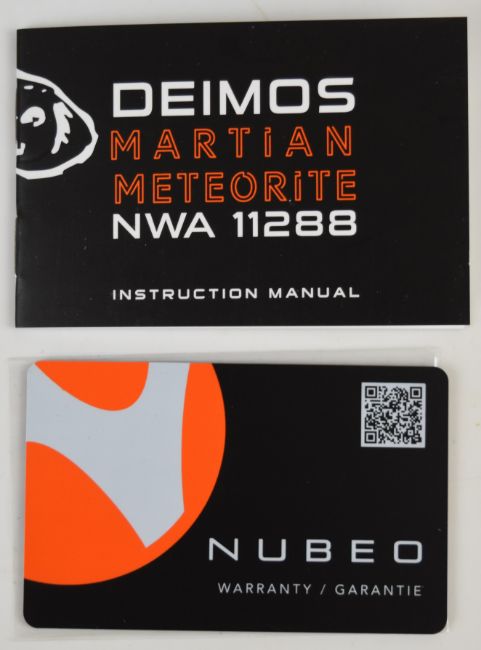 DEIMOS
MARTIAN
METEORITE
NWA 11288
INSTRUCTION MANUAL
NUBEO
WARRANTY / GARANTIE